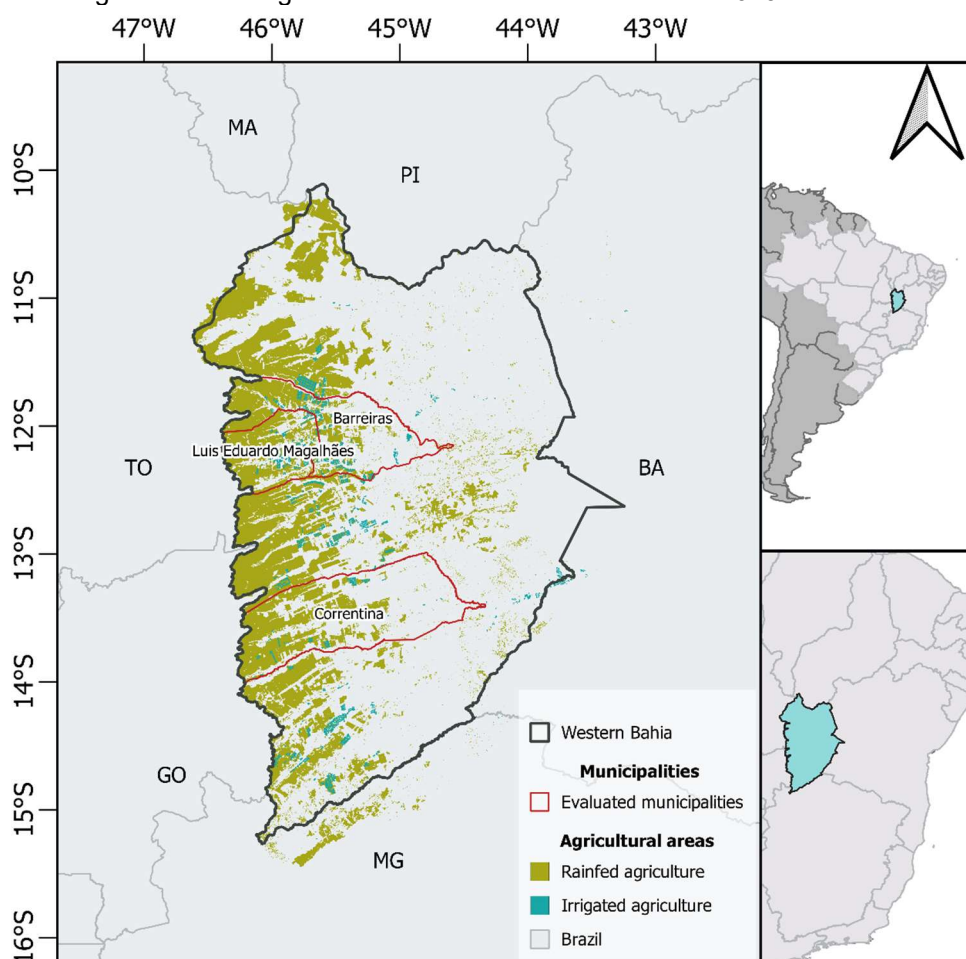 47°W 46°W 45°W 44°W 43°W
10°S
11°S
12°S
13°S
14°S
15°S
16°S
MA
PI
Barreiras
Luis Eduardo Magalhães
TO
BA
Correntina
GO
MG
Western Bahia
Municipalities
Evaluated municipalities
Agricultural areas
Rainfed agriculture
Irrigated agriculture
Brazil